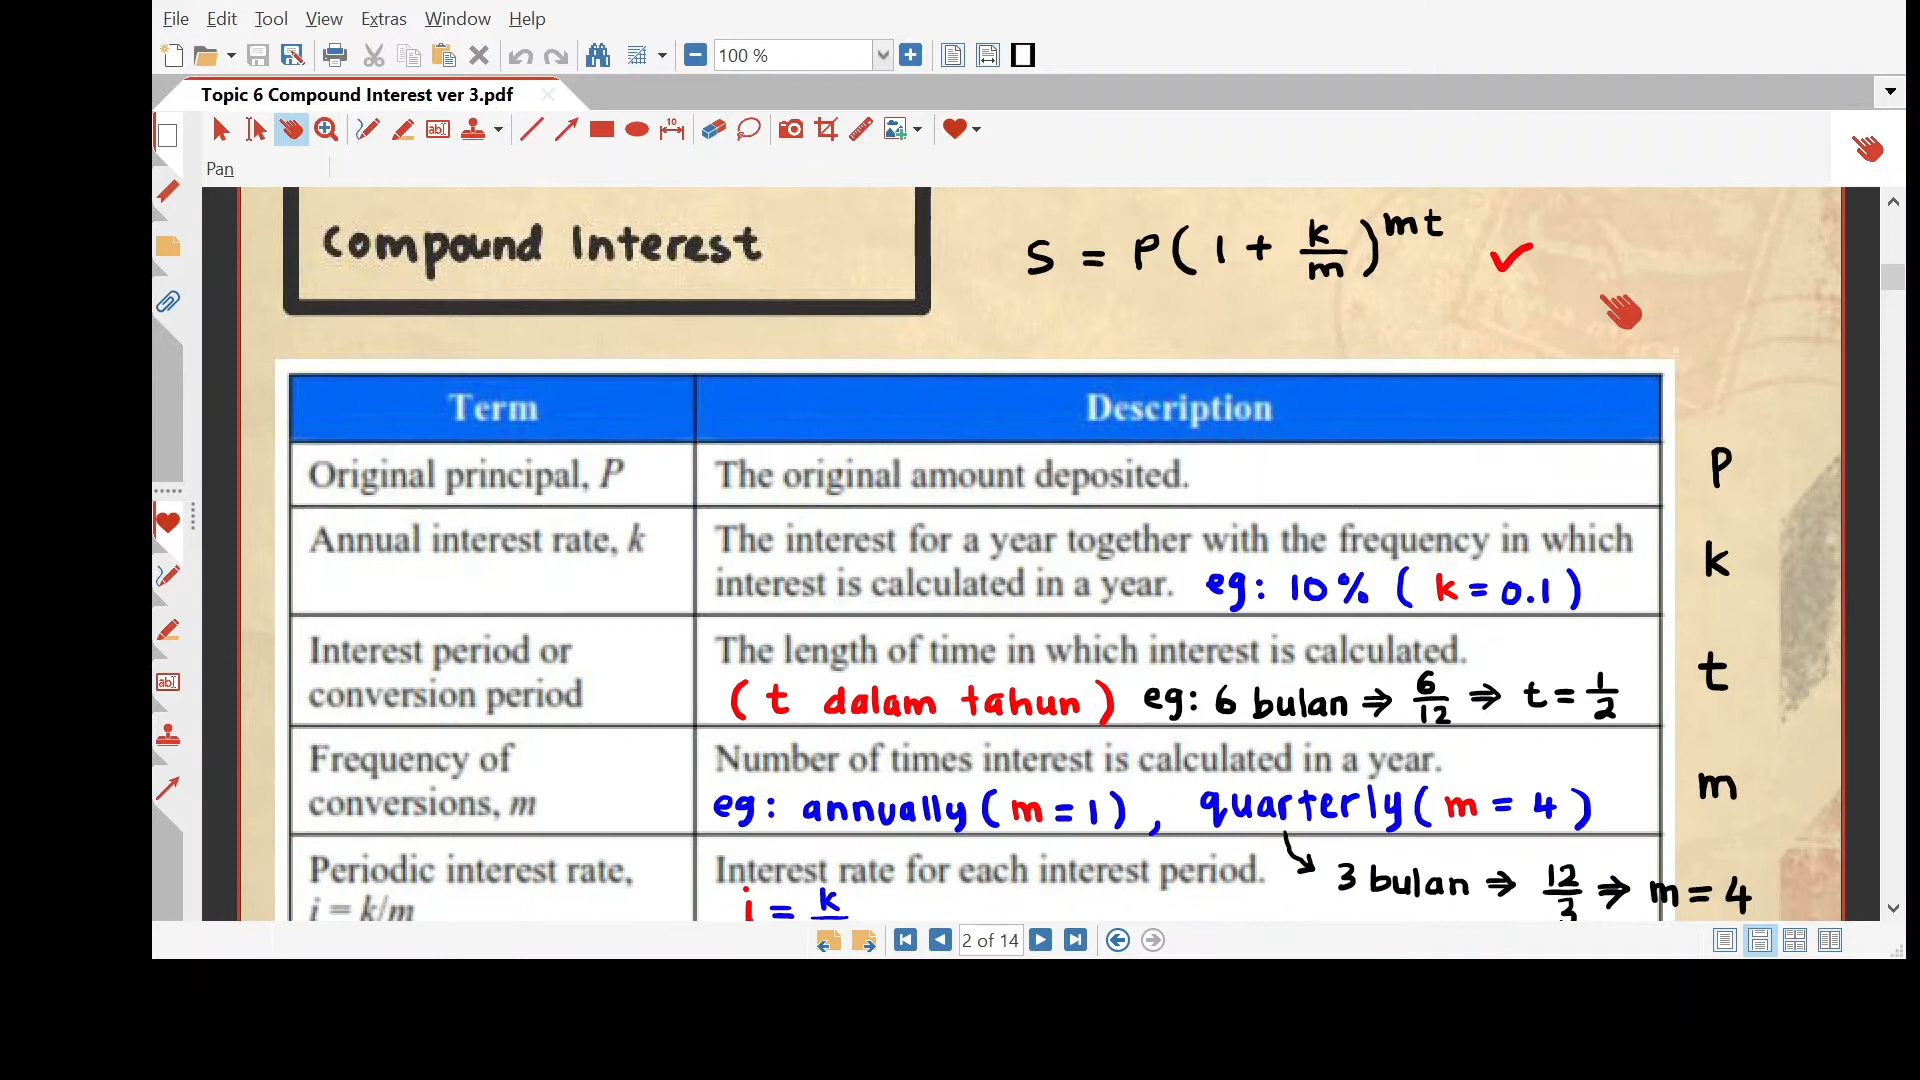 File Edit Tool View Extras Window Help
100 %
Topic 6 Compound Interest ver 3.pdf
Pan
Compound Interest
S = P(1 + k/m)^mt
Term Description
Original principal, P The original amount deposited. P
Annual interest rate, k The interest for a year together with the frequency in which
interest is calculated in a year. eg: 10% (k = 0.1) k
Interest period or The length of time in which interest is calculated.
conversion period (t dalam tahun) eg: 6 bulan ⇒ 6/12 ⇒ t = 1/2 t
Frequency of Number of times interest is calculated in a year.
conversions, m eg: annually (m = 1), quarterly (m = 4) m
Periodic interest rate, Interest rate for each interest period. 3 bulan ⇒ 12/3 ⇒ m = 4
i = k/m i = k
2 of 14